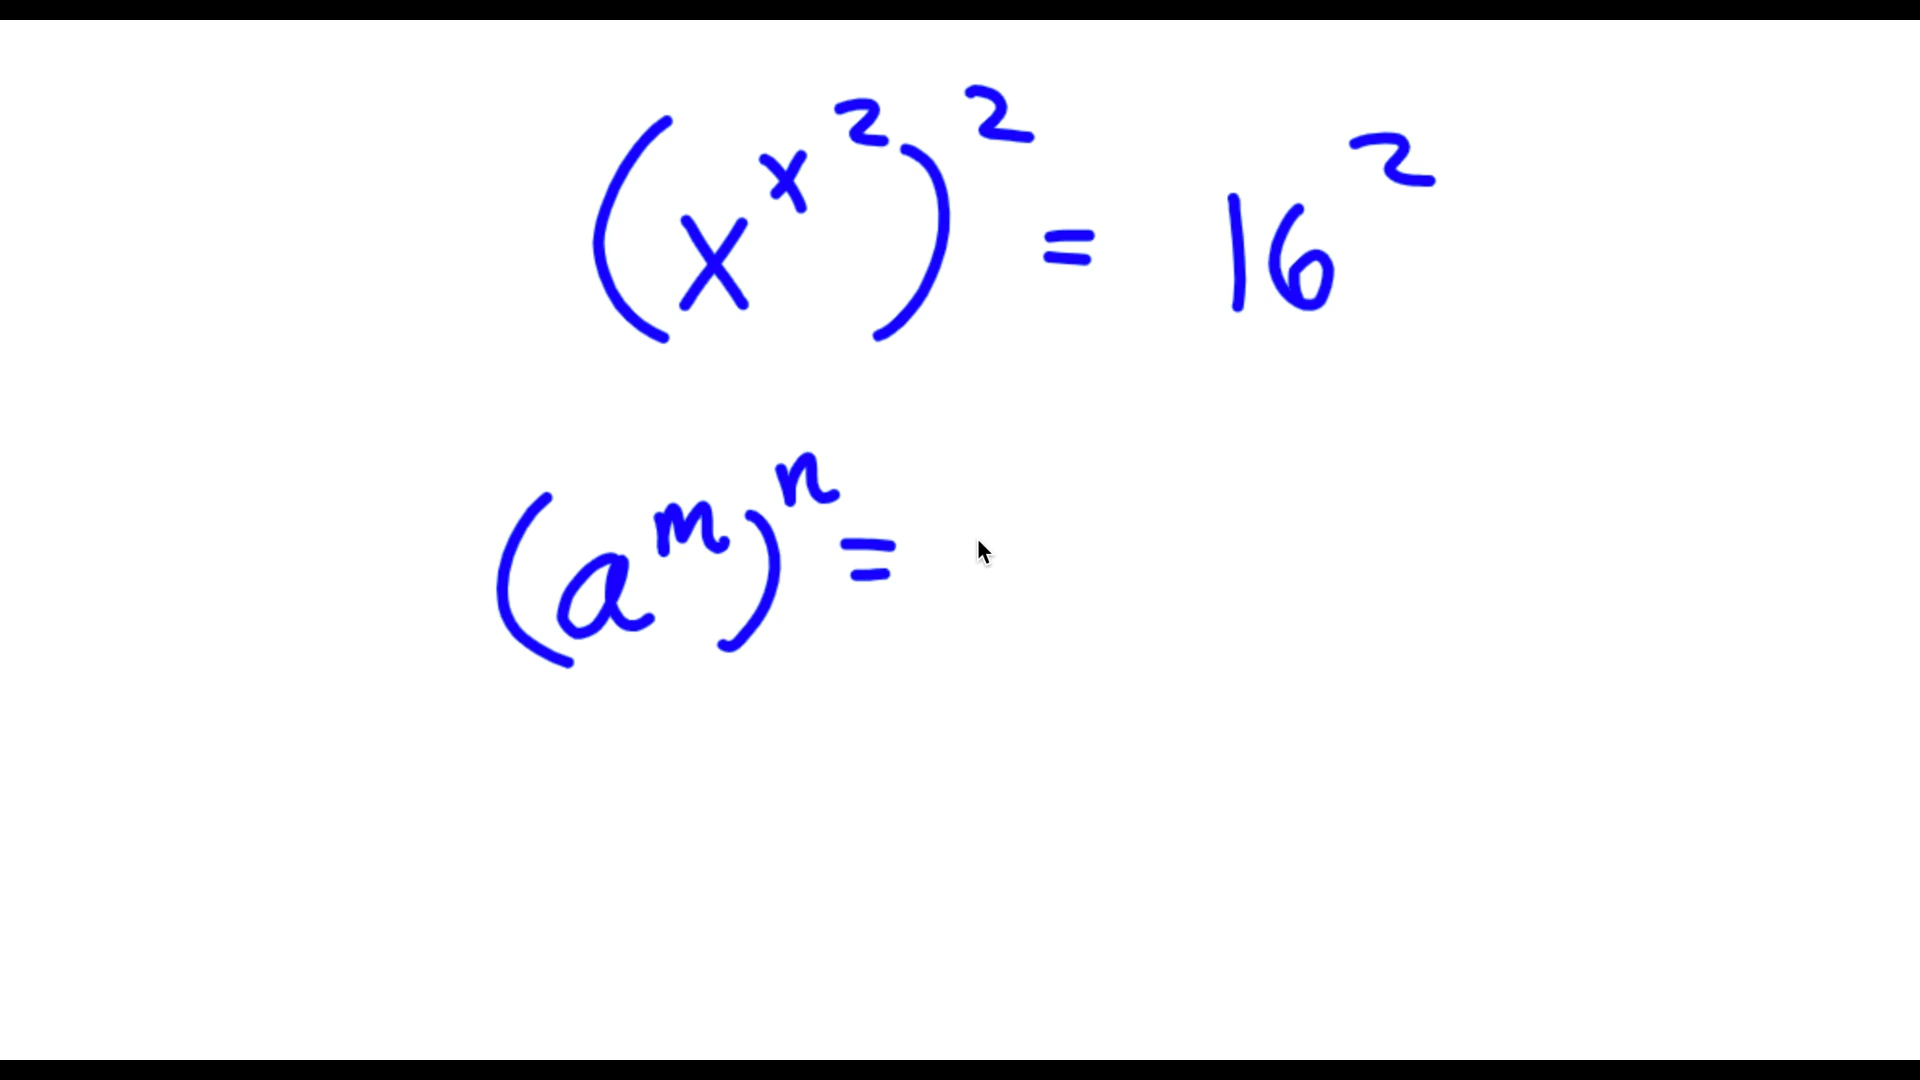 (x^{x^2})^2 = 16^2
(a^m)^n =